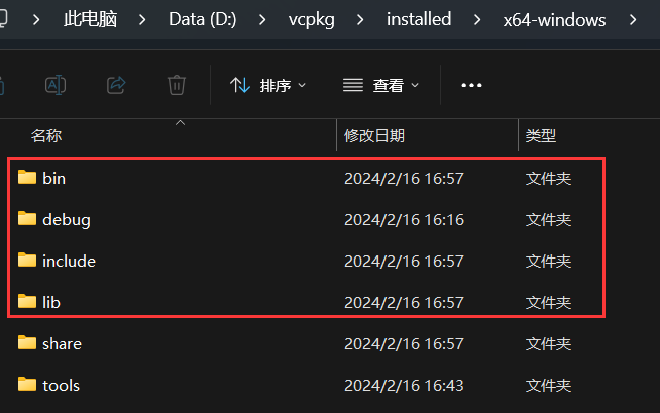 此电脑 > Data (D:) > vcpkg > installed > x64-windows >
排序 查看
名称 修改日期 类型
bin 2024/2/16 16:57 文件夹
debug 2024/2/16 16:16 文件夹
include 2024/2/16 16:57 文件夹
lib 2024/2/16 16:57 文件夹
share 2024/2/16 16:57 文件夹
tools 2024/2/16 16:43 文件夹